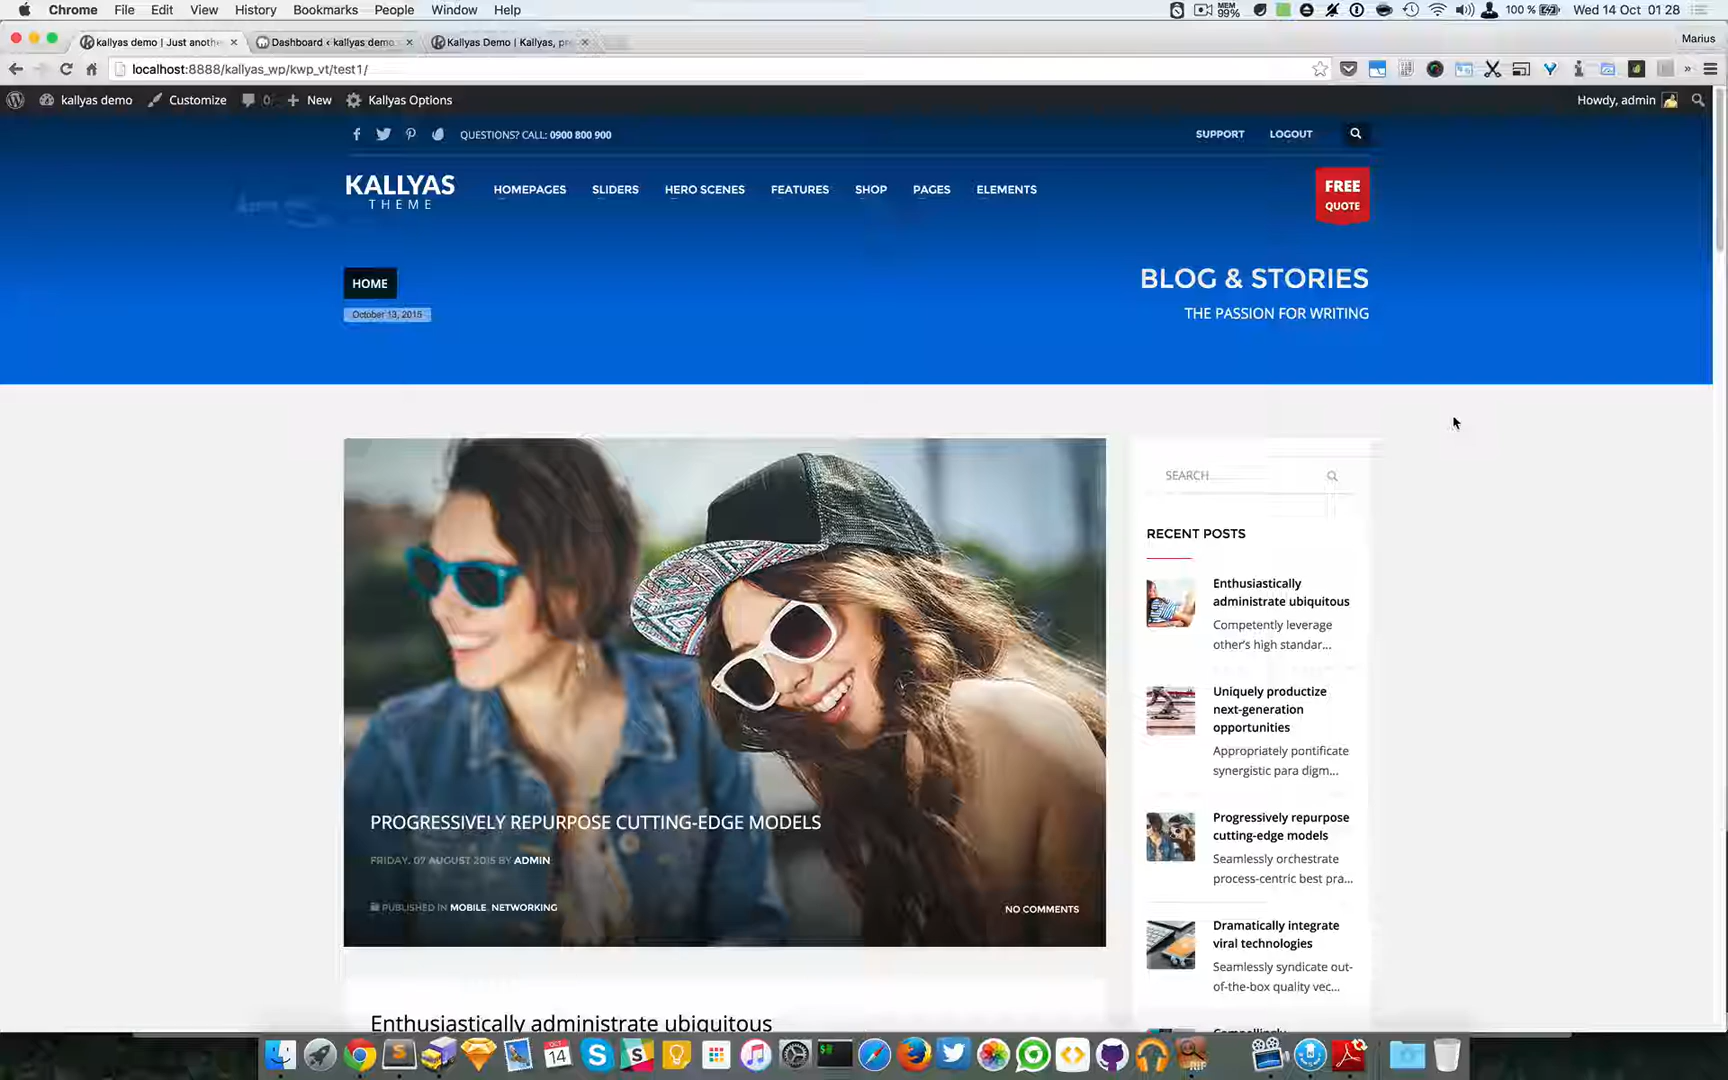 Chrome File Edit View History Bookmarks People Window Help MEM 99% 100 % Wed 14 Oct 01:28
kallyas demo | Just anothe Dashboard ‹ kallyas demo Kallyas Demo | Kallyas, pr Marius
localhost:8888/kallyas_wp/kwp_vt/test1/
kallyas demo Customize 0 New Kallyas Options Howdy, admin
QUESTIONS? CALL: 0900 800 900 SUPPORT LOGOUT
KALLYAS
THEME
HOMEPAGES SLIDERS HERO SCENES FEATURES SHOP PAGES ELEMENTS
FREE
QUOTE
HOME
October 13, 2015
BLOG & STORIES
THE PASSION FOR WRITING
PROGRESSIVELY REPURPOSE CUTTING-EDGE MODELS
FRIDAY, 07 AUGUST 2015 BY ADMIN
PUBLISHED IN MOBILE, NETWORKING
NO COMMENTS
Enthusiastically administrate ubiquitous
SEARCH
RECENT POSTS
Enthusiastically
administrate ubiquitous
Competently leverage
other's high standar...
Uniquely productize
next-generation
opportunities
Appropriately pontificate
synergistic para digm...
Progressively repurpose
cutting-edge models
Seamlessly orchestrate
process-centric best pra...
Dramatically integrate
viral technologies
Seamlessly syndicate out-
of-the-box quality vec...
OCT
14